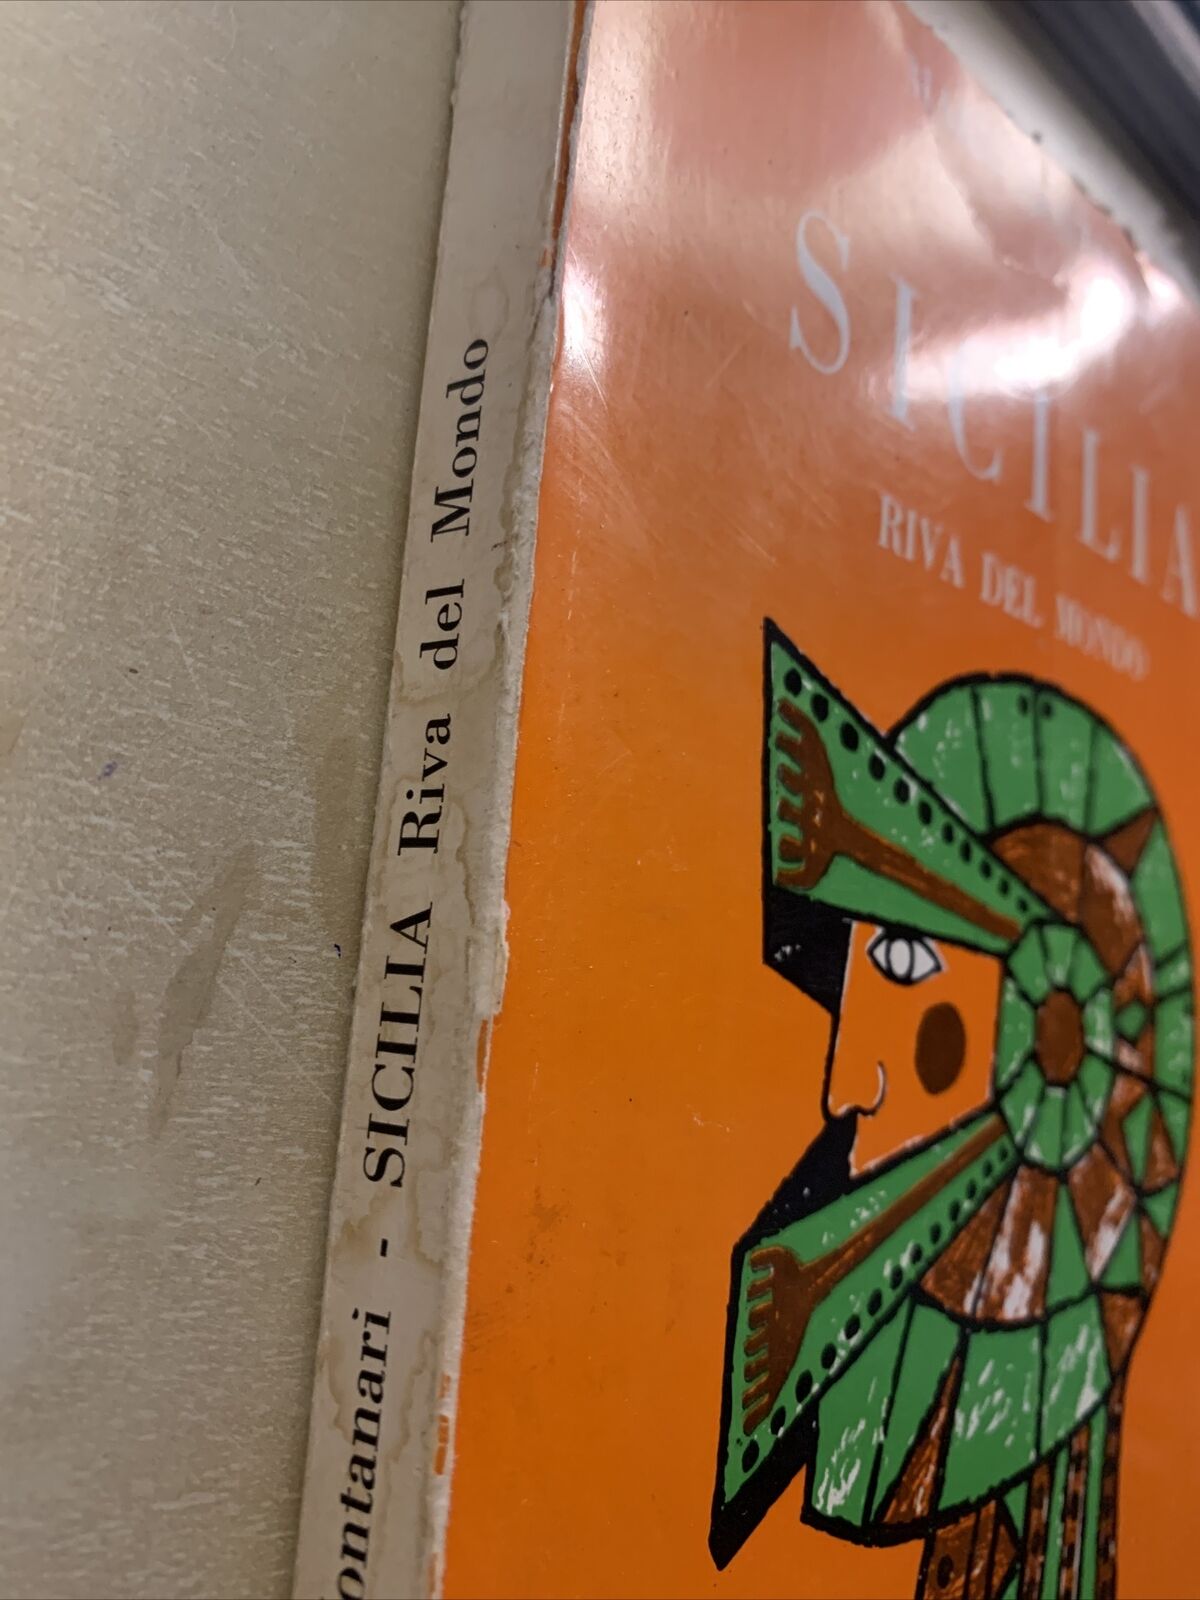 ontanari - SICILIA Riva del Mondo
SICILIA
RIVA DEL MONDO